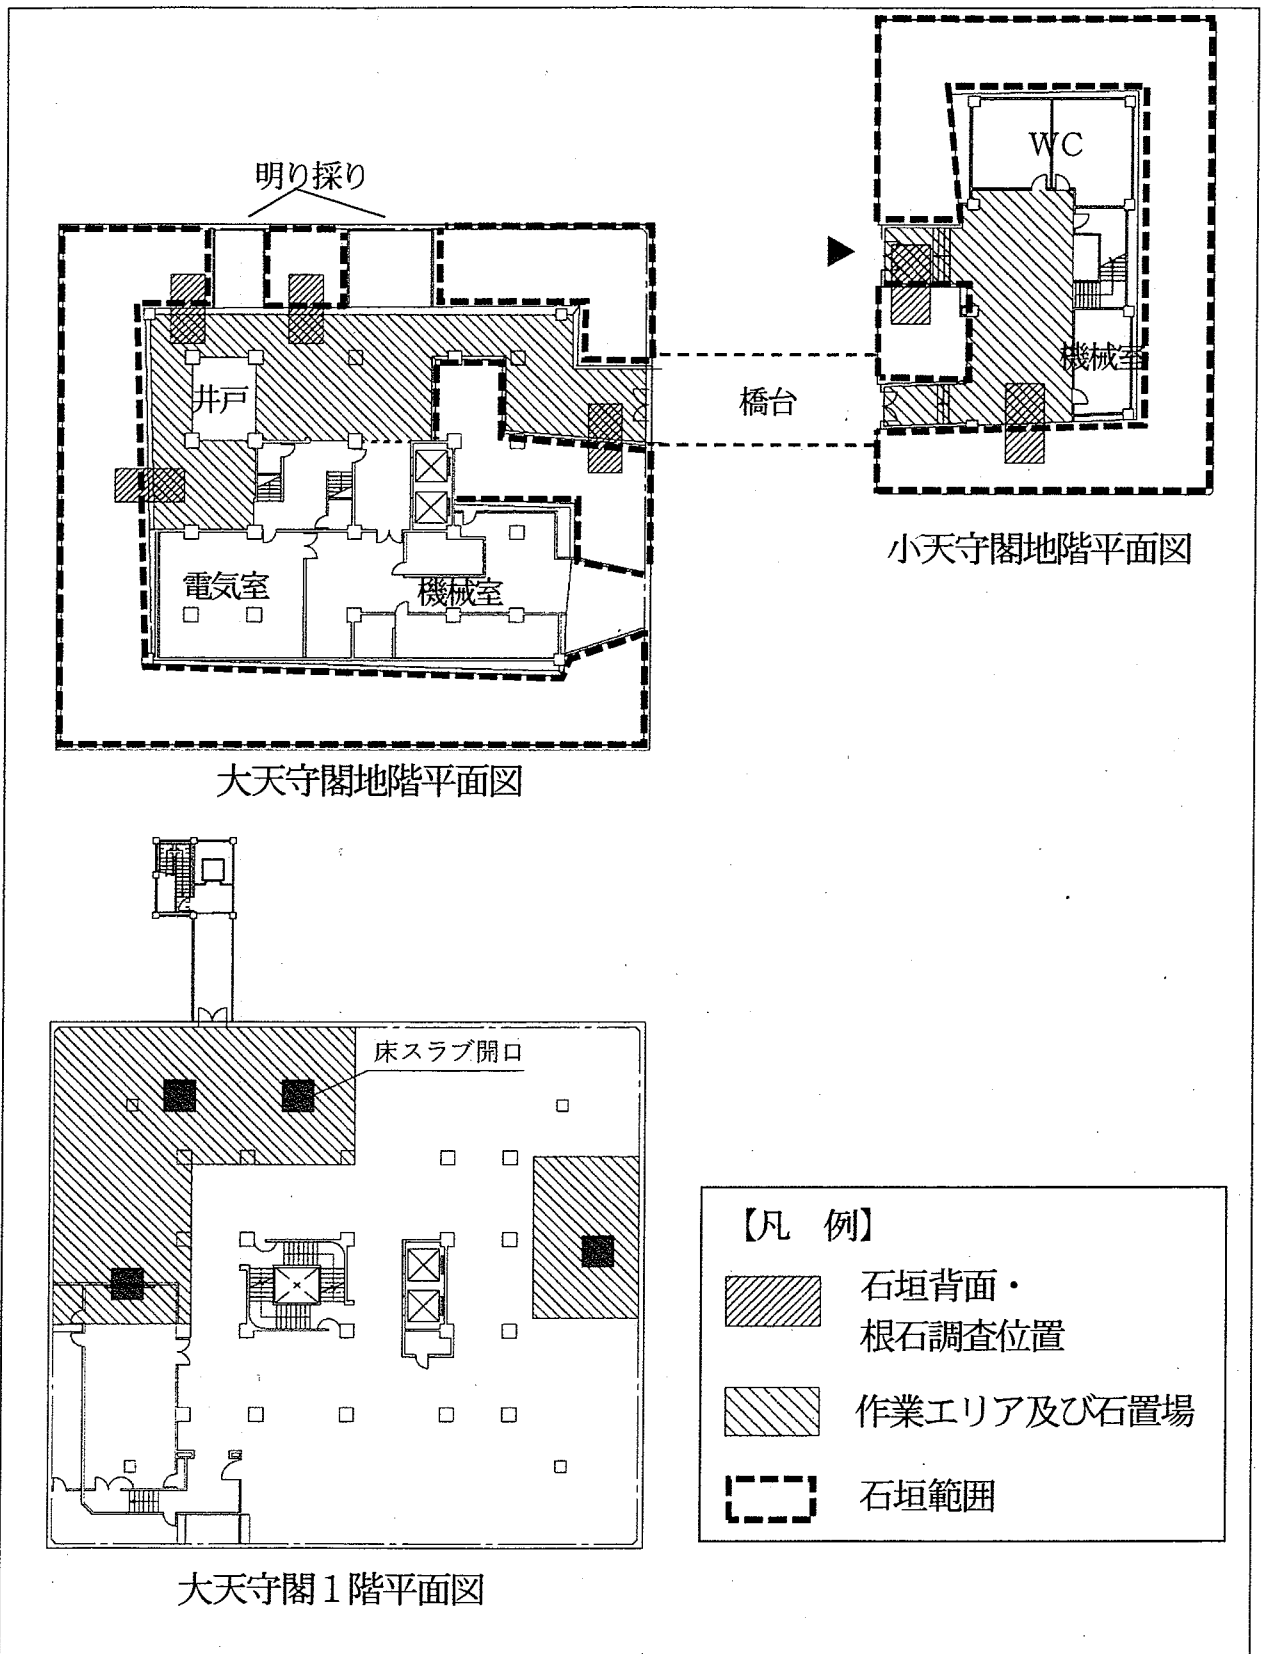 明り採り
WC
井戸
橋台
機械室
小天守閣地階平面図
電気室
機械室
大天守閣地階平面図
床スラブ開口
大天守閣1階平面図
【凡　例】
石垣背面・
根石調査位置
作業エリア及び石置場
石垣範囲